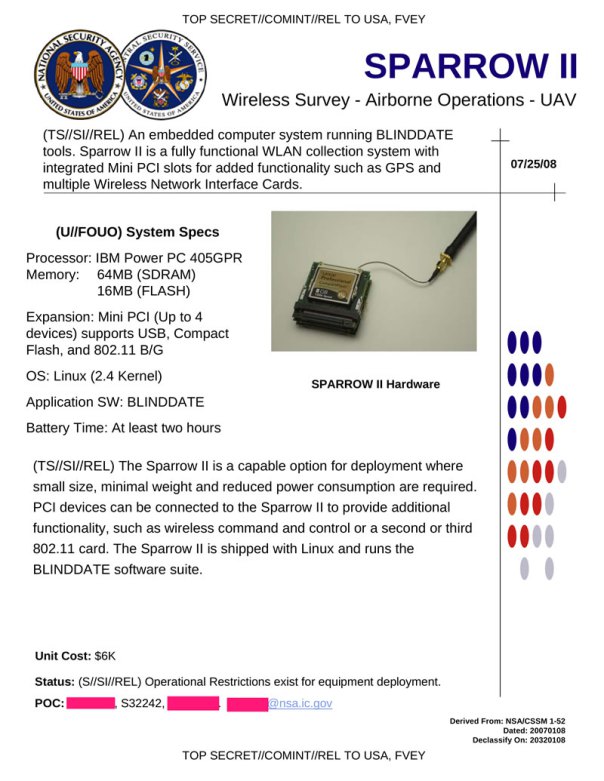 TOP SECRET//COMINT//REL TO USA, FVEY
NATIONAL SECURITY AGENCY
UNITED STATES OF AMERICA
CENTRAL SECURITY SERVICE
UNITED STATES OF AMERICA
SPARROW II
Wireless Survey - Airborne Operations - UAV
(TS//SI//REL) An embedded computer system running BLINDDATE
tools. Sparrow II is a fully functional WLAN collection system with
integrated Mini PCI slots for added functionality such as GPS and
multiple Wireless Network Interface Cards.
07/25/08
(U//FOUO) System Specs
Processor: IBM Power PC 405GPR
Memory: 64MB (SDRAM)
16MB (FLASH)
Expansion: Mini PCI (Up to 4
devices) supports USB, Compact
Flash, and 802.11 B/G
OS: Linux (2.4 Kernel)
Application SW: BLINDDATE
Battery Time: At least two hours
SPARROW II Hardware
(TS//SI//REL) The Sparrow II is a capable option for deployment where
small size, minimal weight and reduced power consumption are required.
PCI devices can be connected to the Sparrow II to provide additional
functionality, such as wireless command and control or a second or third
802.11 card. The Sparrow II is shipped with Linux and runs the
BLINDDATE software suite.
Unit Cost: $6K
Status: (S//SI//REL) Operational Restrictions exist for equipment deployment.
POC: , S32242, . @nsa.ic.gov
Derived From: NSA/CSSM 1-52
Dated: 20070108
Declassify On: 20320108
TOP SECRET//COMINT//REL TO USA, FVEY